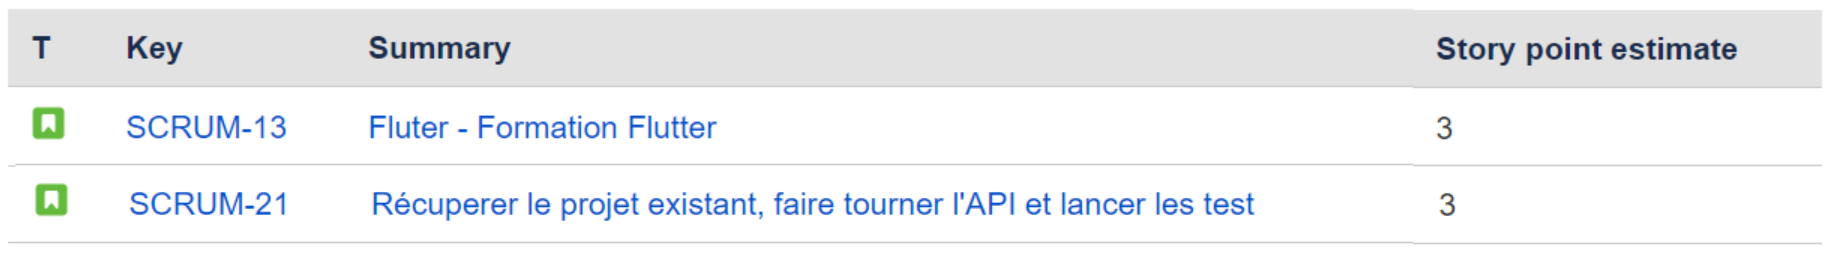 T Key Summary Story point estimate
SCRUM-13 Fluter - Formation Flutter 3
SCRUM-21 Récuperer le projet existant, faire tourner l'API et lancer les test 3